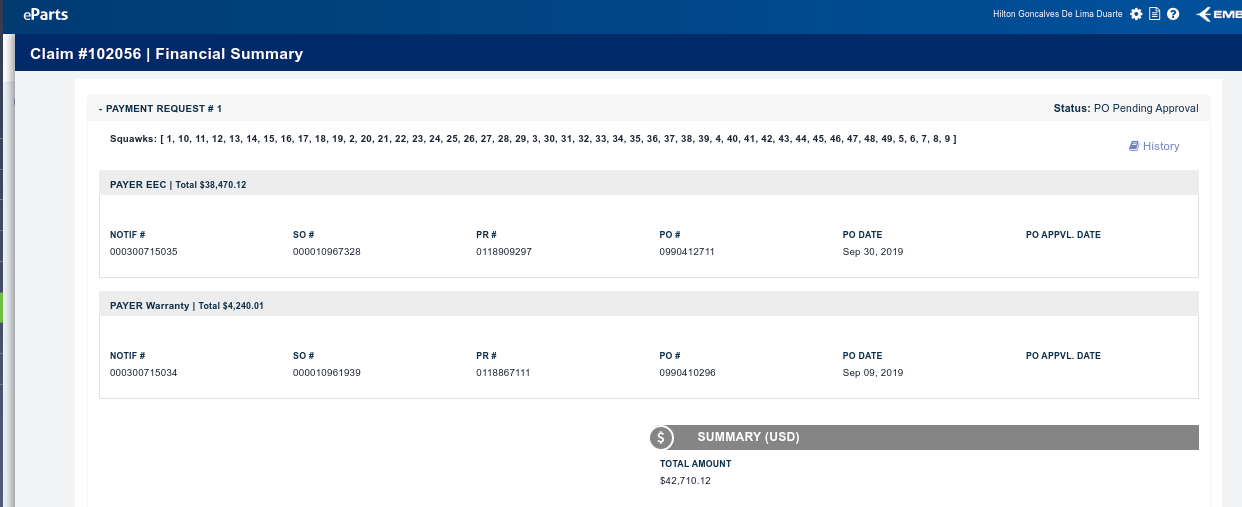 eParts
Hilton Goncalves De Lima Duarte
Claim #102056 | Financial Summary
- PAYMENT REQUEST # 1
Status: PO Pending Approval
Squawks: [ 1, 10, 11, 12, 13, 14, 15, 16, 17, 18, 19, 2, 20, 21, 22, 23, 24, 25, 26, 27, 28, 29, 3, 30, 31, 32, 33, 34, 35, 36, 37, 38, 39, 4, 40, 41, 42, 43, 44, 45, 46, 47, 48, 49, 5, 6, 7, 8, 9 ]
History
PAYER EEC | Total $38,470.12
NOTIF # SO # PR # PO # PO DATE PO APPVL. DATE
000300715035 000010967328 0118909297 0990412711 Sep 30, 2019
PAYER Warranty | Total $4,240.01
NOTIF # SO # PR # PO # PO DATE PO APPVL. DATE
000300715034 000010961939 0118867111 0990410296 Sep 09, 2019
$ SUMMARY (USD)
TOTAL AMOUNT
$42,710.12